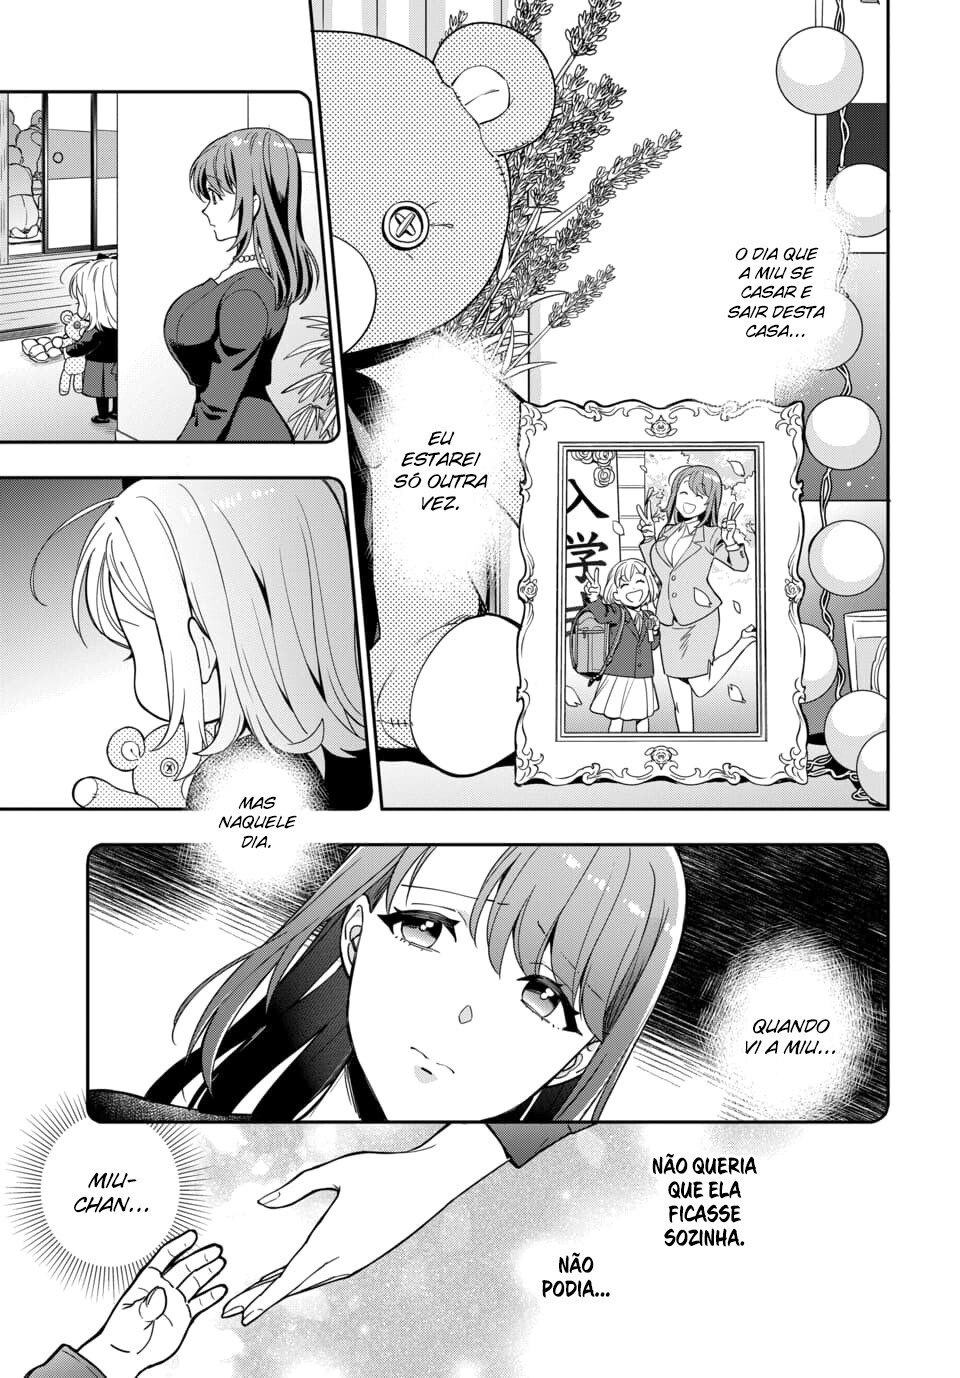 O DIA QUE
A MIU SE
CASAR E
SAIR DESTA
CASA...
EU
ESTAREI
SÓ OUTRA
VEZ.
入
学
MAS
NAQUELE
DIA.
QUANDO
VI A MIU...
MIU-
CHAN...
NÃO QUERIA
QUE ELA
FICASSE
SOZINHA.
NÃO
PODIA...